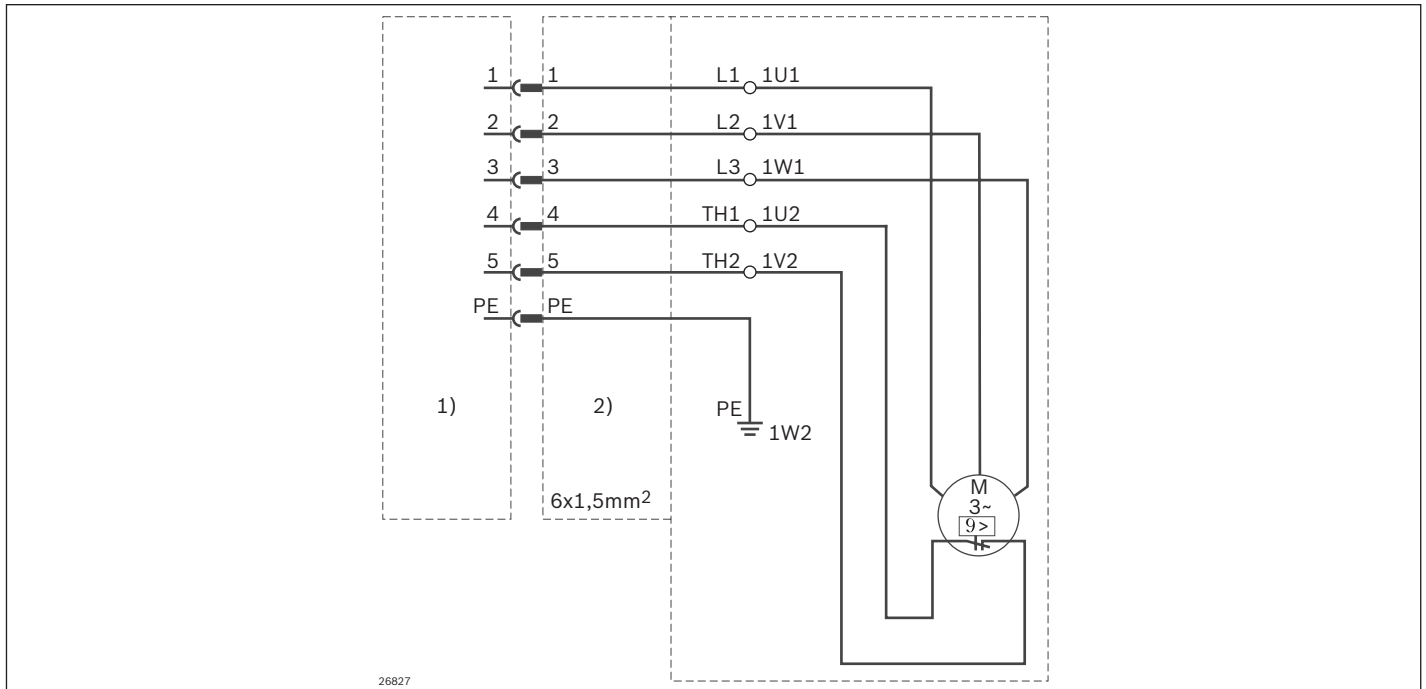 1 1 L1 1U1
2 2 L2 1V1
3 3 L3 1W1
4 4 TH1 1U2
5 5 TH2 1V2
PE PE
1) 2) PE
1W2
6x1,5mm²
M
3~
9>
26827